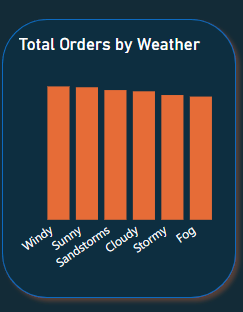 Total Orders by Weather
Windy
Sunny
Sandstorms
Cloudy
Stormy
Fog